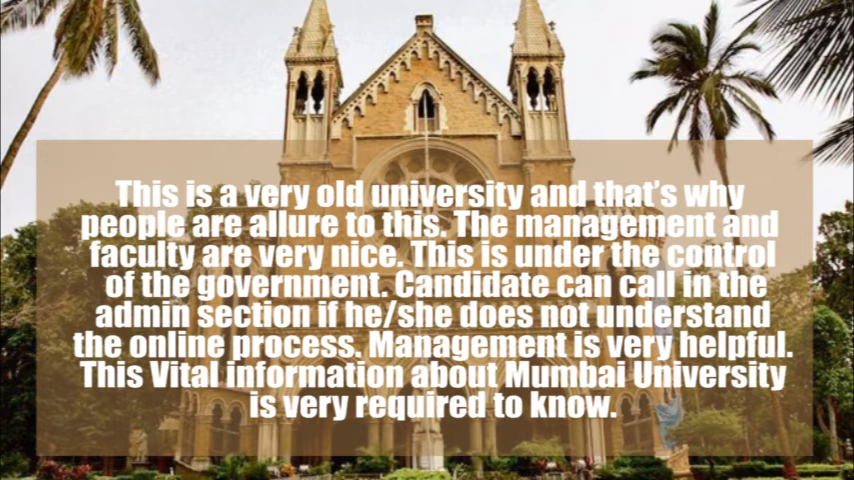 This is a very old university and that's why
people are allure to this. The management and
faculty are very nice. This is under the control
of the government. Candidate can call in the
admin section if he/she does not understand
the online process. Management is very helpful.
This Vital information about Mumbai University
is very required to know.